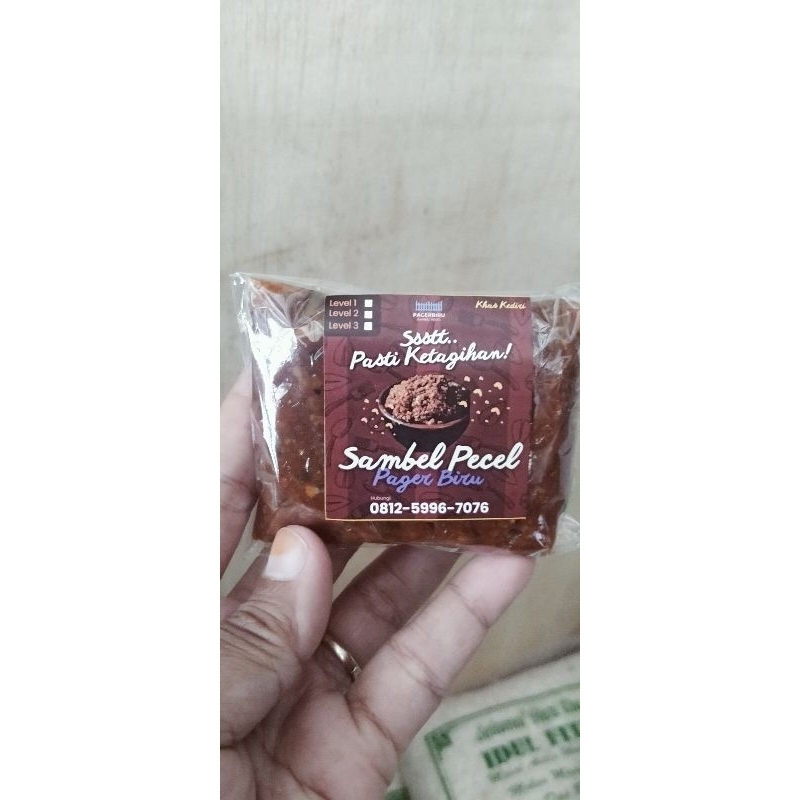 Level 1
Level 2
Level 3
PAGERBIRU
Khas Kediri
Ssstt..
Pasti Ketagihan!
Sambel Pecel
Pager Biru
Hubungi
0812-5996-7076
IDUL